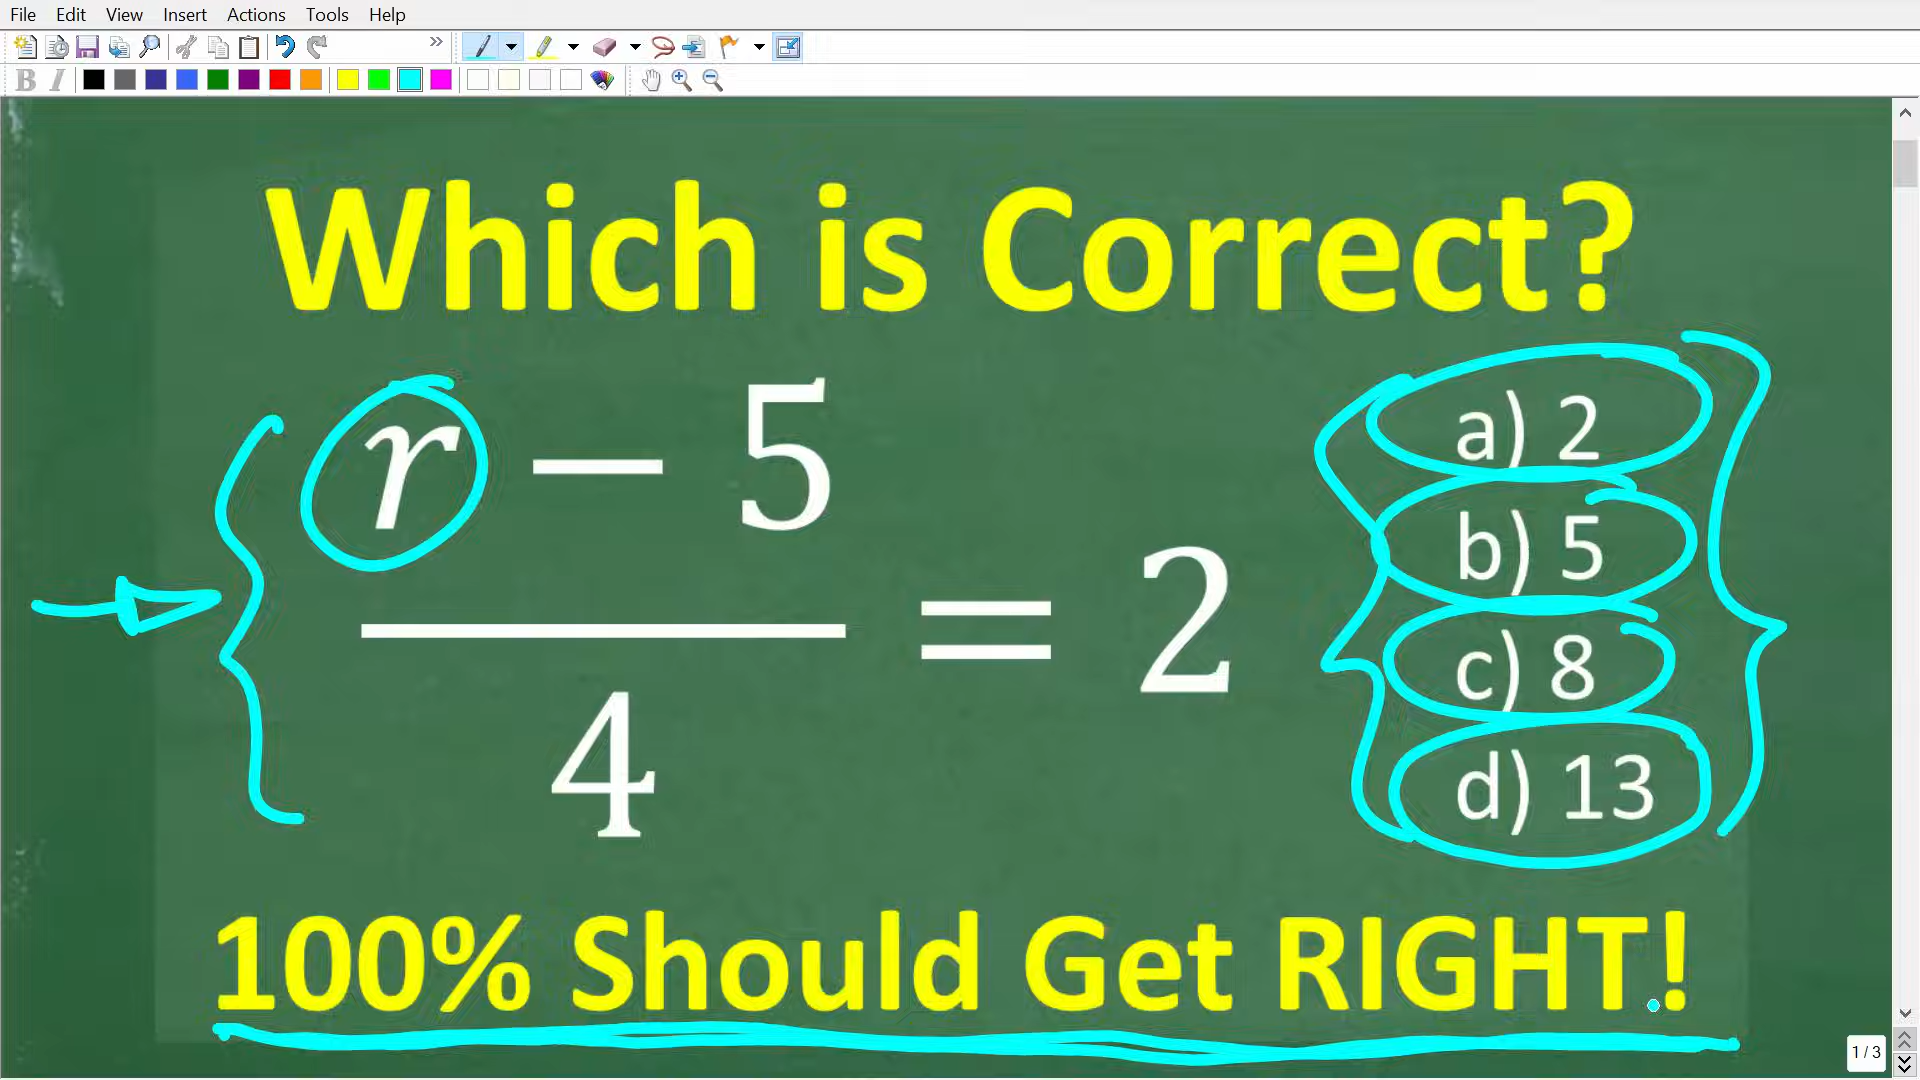 File Edit View Insert Actions Tools Help
B I
Which is Correct?
r − 5
4
= 2
a) 2
b) 5
c) 8
d) 13
100% Should Get RIGHT!
1 / 3